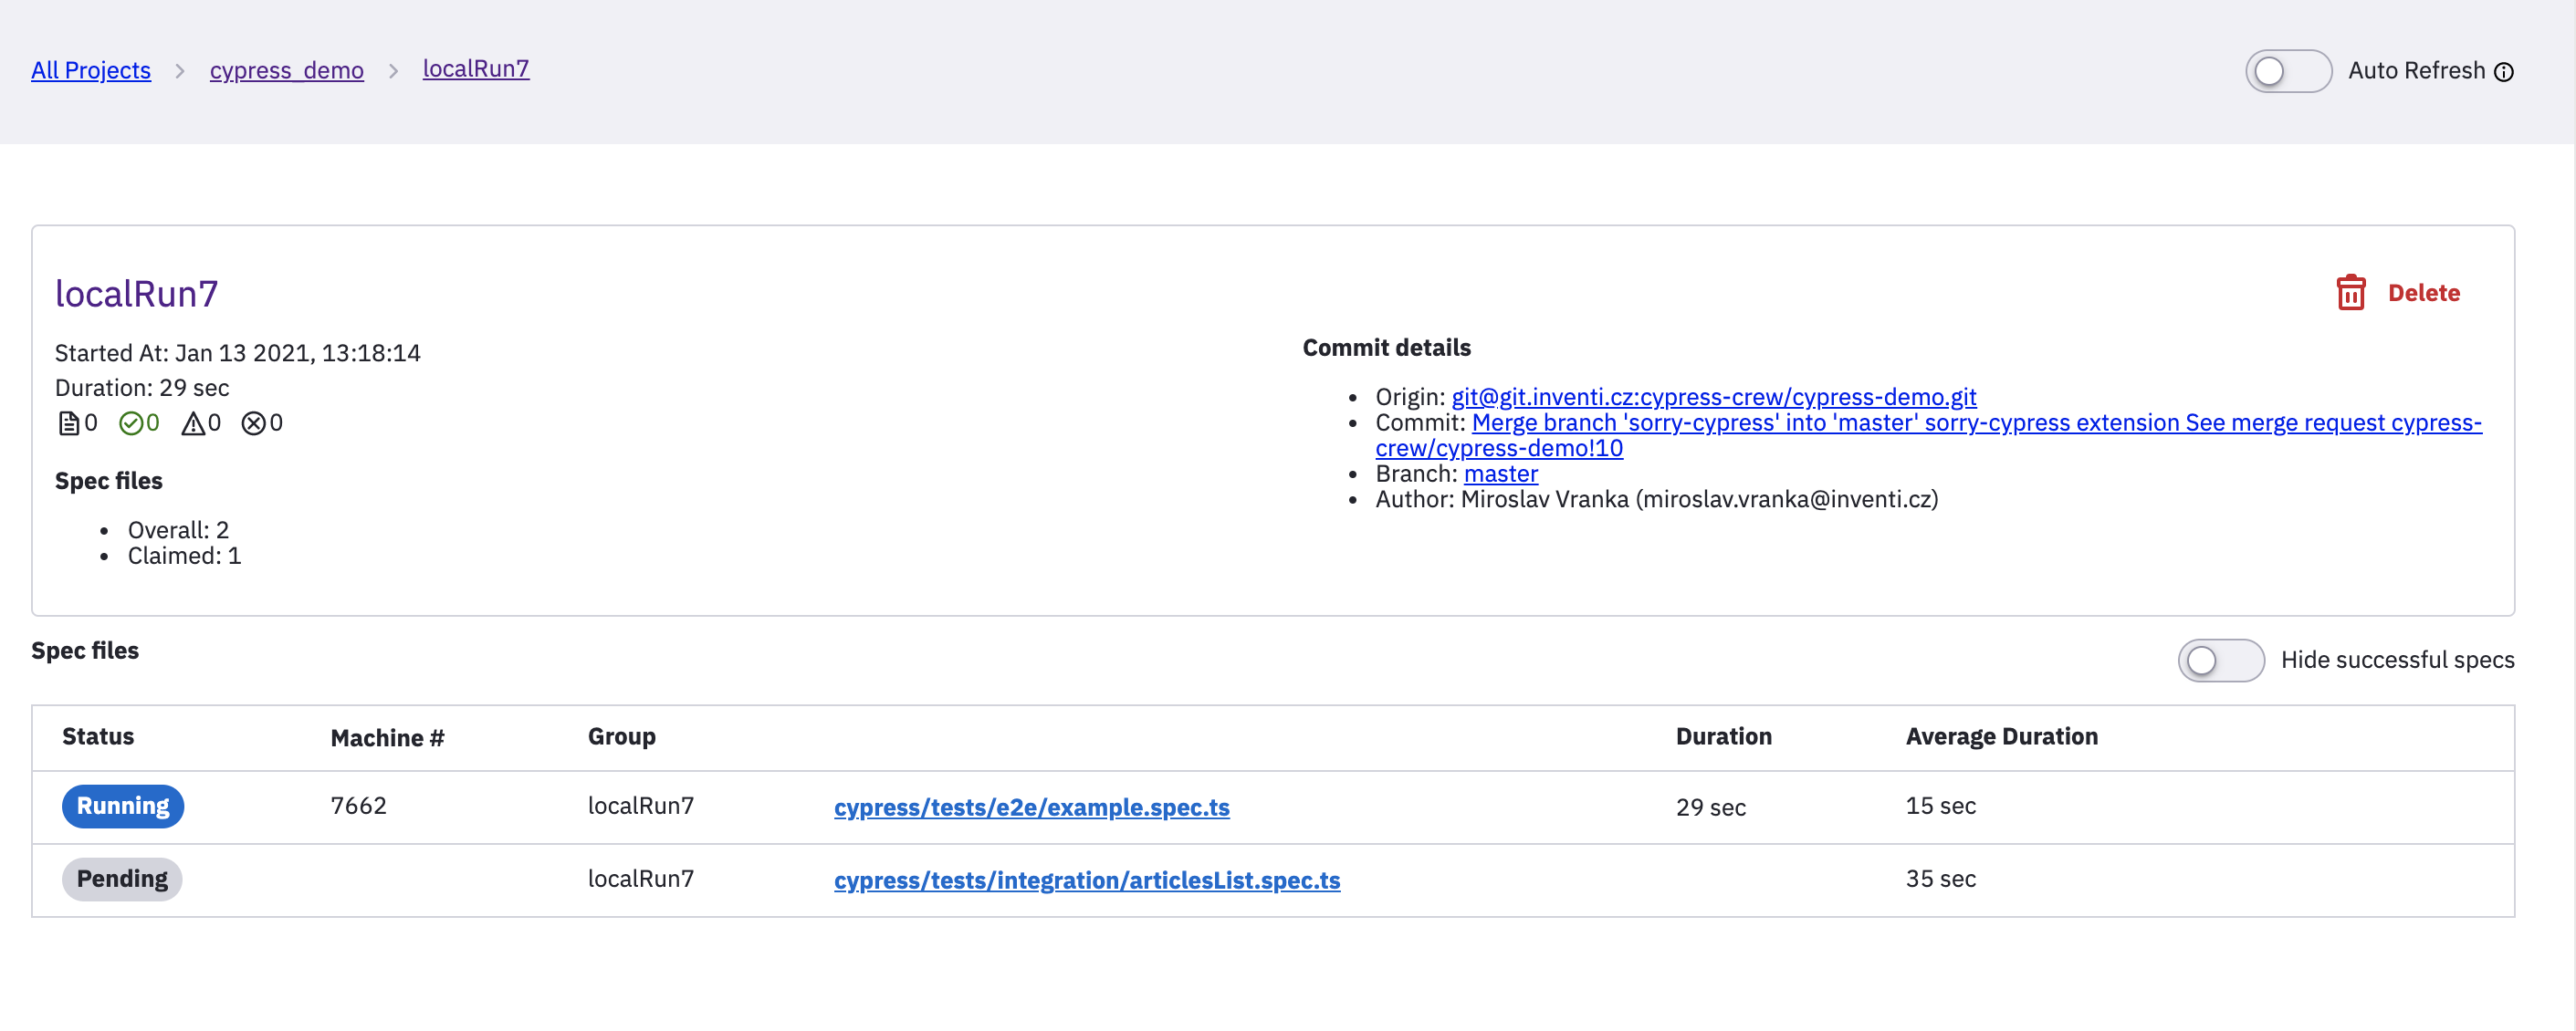 All Projects > cypress_demo > localRun7
Auto Refresh
localRun7
Delete
Started At: Jan 13 2021, 13:18:14
Duration: 29 sec
0 0 0 0
Spec files
• Overall: 2
• Claimed: 1
Commit details
• Origin: git@git.inventi.cz:cypress-crew/cypress-demo.git
• Commit: Merge branch 'sorry-cypress' into 'master' sorry-cypress extension See merge request cypress-
crew/cypress-demo!10
• Branch: master
• Author: Miroslav Vranka (miroslav.vranka@inventi.cz)
Spec files
Hide successful specs
Status Machine # Group Duration Average Duration
Running 7662 localRun7 cypress/tests/e2e/example.spec.ts 29 sec 15 sec
Pending localRun7 cypress/tests/integration/articlesList.spec.ts 35 sec